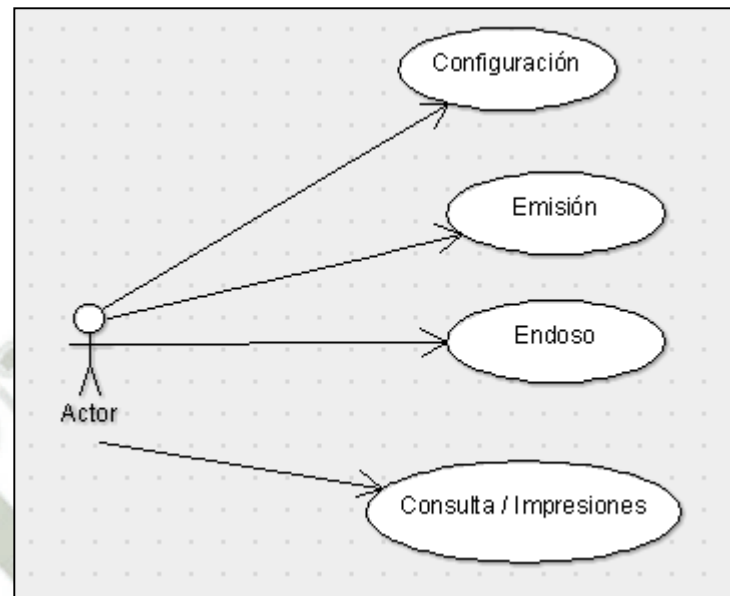 Configuración
Emisión
Endoso
Actor
Consulta / Impresiones